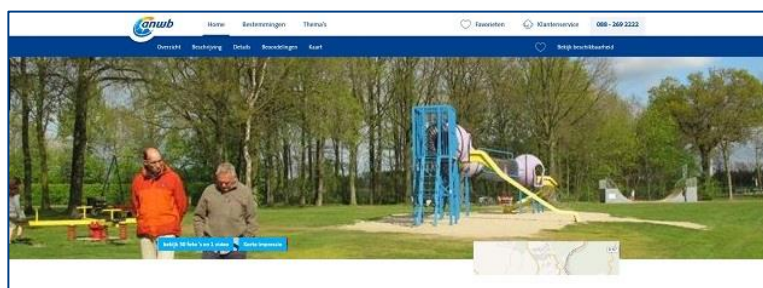 anwb
Home Bestemmingen Thema's Favorieten Klantenservice 088 - 269 2222
Overzicht Beschrijving Details Beoordelingen Kaart Bekijk beschikbaarheid
bekijk 30 foto's en 1 video Korte impressie